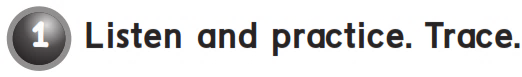 1 Listen and practice. Trace.